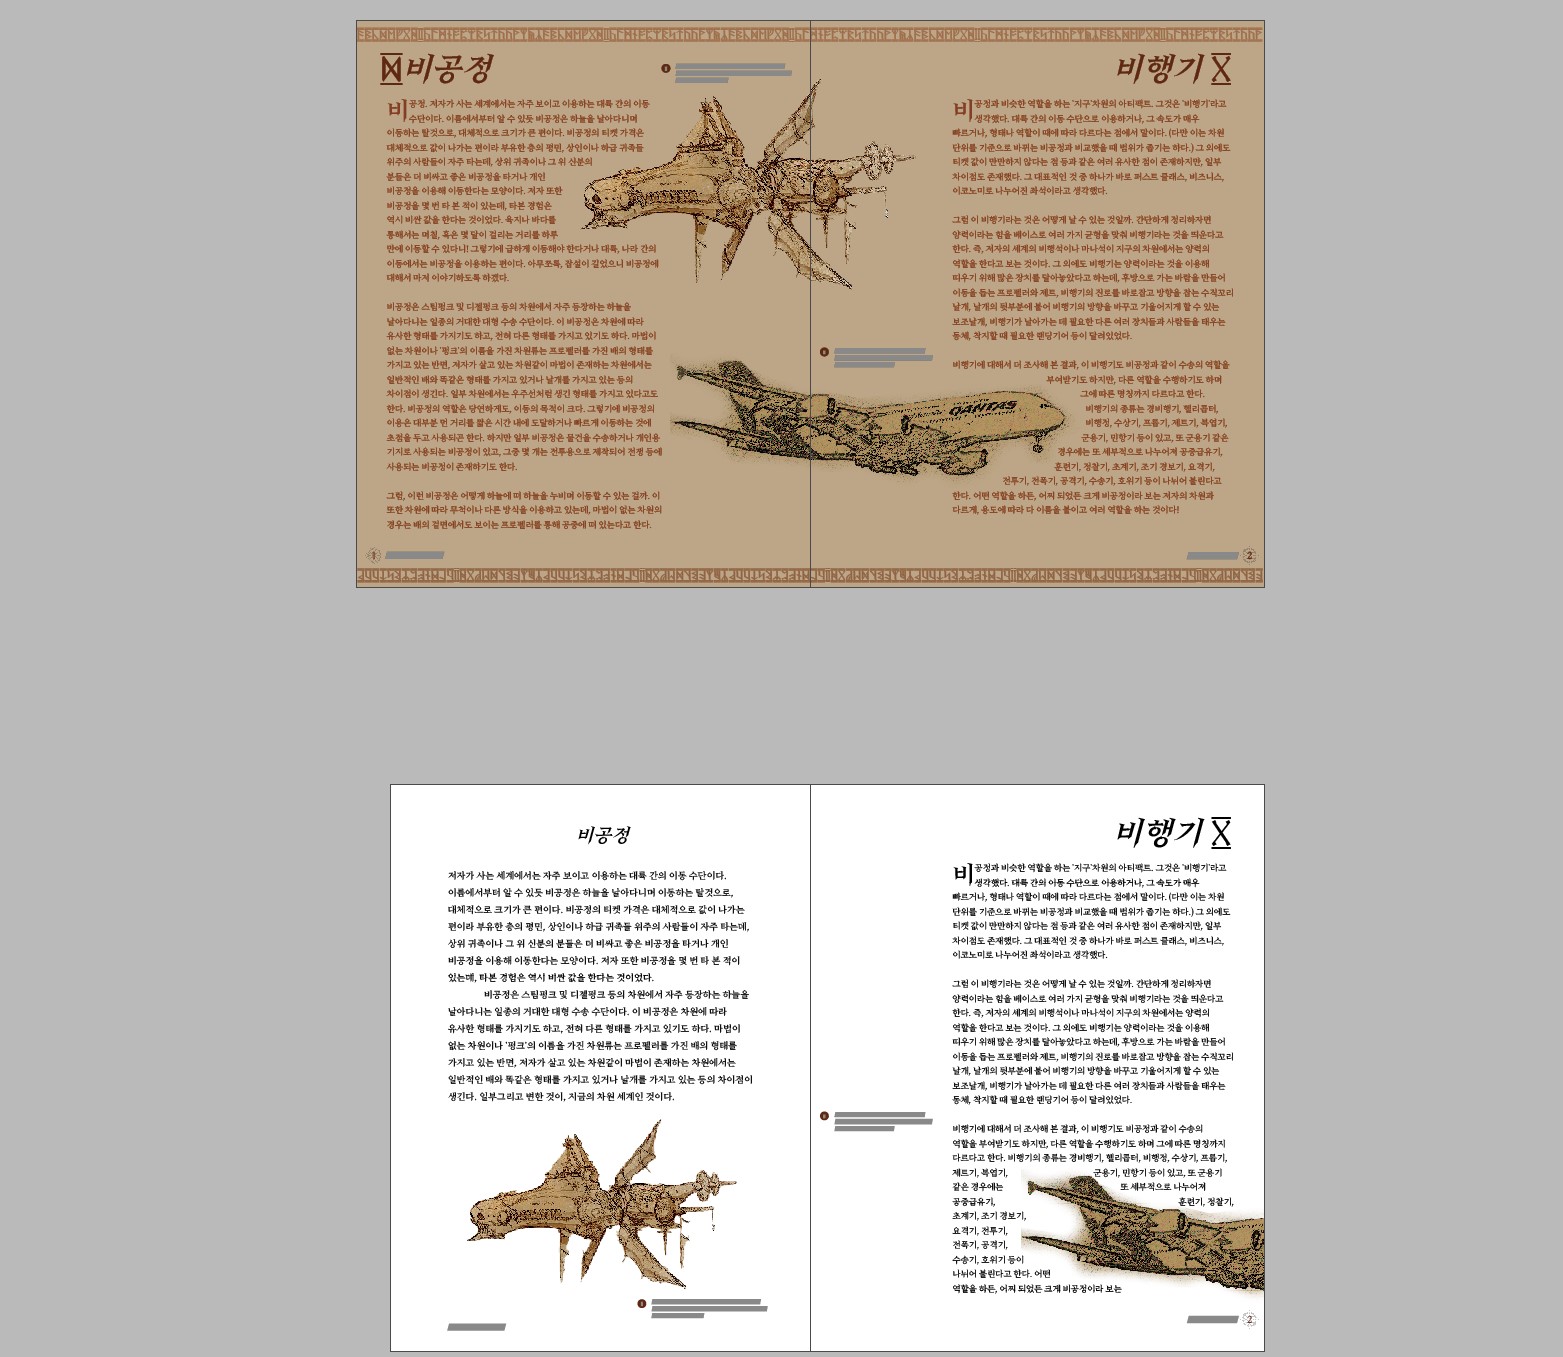 비공정
비공정. 저자가 사는 세계에서는 자주 보이고 이용하는 대륙 간의 이동
수단이다. 이름에서부터 알 수 있듯 비공정은 하늘을 날아다니며
이동하는 탈것으로, 대체적으로 크기가 큰 편이다. 비공정의 티켓 가격은
대체적으로 값이 나가는 편이라 부유한 층의 평민, 상인이나 하급 귀족들
위주의 사람들이 자주 타는데, 상위 귀족이나 그 위 신분의
분들은 더 비싸고 좋은 비공정을 타거나 개인
비공정을 이용해 이동한다는 모양이다. 저자 또한
비공정을 몇 번 타 본 적이 있는데, 타본 경험은
역시 비싼 값을 한다는 것이었다. 육지나 바다를
통해서는 며칠, 혹은 몇 달이 걸리는 거리를 하루
만에 이동할 수 있다니! 그렇기에 급하게 이동해야 한다거나 대륙, 나라 간의
이동에서는 비공정을 이용하는 편이다. 아무쪼록, 잡설이 길었으니 비공정에
대해서 마저 이야기하도록 하겠다.
비공정은 스팀펑크 및 디젤펑크 등의 차원에서 자주 등장하는 하늘을
날아다니는 일종의 거대한 대형 수송 수단이다. 이 비공정은 차원에 따라
유사한 형태를 가지기도 하고, 전혀 다른 형태를 가지고 있기도 하다. 마법이
없는 차원이나 '펑크'의 이름을 가진 차원류는 프로펠러를 가진 배의 형태를
가지고 있는 반면, 저자가 살고 있는 차원같이 마법이 존재하는 차원에서는
일반적인 배와 똑같은 형태를 가지고 있거나 날개를 가지고 있는 등의
차이점이 생긴다. 일부 차원에서는 우주선처럼 생긴 형태를 가지고 있다고도
한다. 비공정의 역할은 당연하게도, 이동의 목적이 크다. 그렇기에 비공정의
이용은 대부분 먼 거리를 짧은 시간 내에 도달하거나 빠르게 이동하는 것에
초점을 두고 사용되곤 한다. 하지만 일부 비공정은 물건을 수송하거나 개인용
기지로 사용되는 비공정이 있고, 그중 몇 개는 전투용으로 제작되어 전쟁 등에
사용되는 비공정이 존재하기도 한다.
그럼, 이런 비공정은 어떻게 하늘에 떠 하늘을 누비며 이동할 수 있는 걸까. 이
또한 차원에 따라 무척이나 다른 방식을 이용하고 있는데, 마법이 없는 차원의
경우는 배의 겉면에서도 보이는 프로펠러를 통해 공중에 떠 있는다고 한다.
1
비행기
비공정과 비슷한 역할을 하는 '지구'차원의 아티팩트. 그것은 '비행기'라고
생각했다. 대륙 간의 이동 수단으로 이용하거나, 그 속도가 매우
빠르거나, 형태나 역할이 때에 따라 다르다는 점에서 말이다. (다만 이는 차원
단위를 기준으로 바뀌는 비공정과 비교했을 때 범위가 좁기는 하다.) 그 외에도
티켓 값이 만만하지 않다는 점 등과 같은 여러 유사한 점이 존재하지만, 일부
차이점도 존재했다. 그 대표적인 것 중 하나가 바로 퍼스트 클래스, 비즈니스,
이코노미로 나누어진 좌석이라고 생각했다.
그럼 이 비행기라는 것은 어떻게 날 수 있는 것일까. 간단하게 정리하자면
양력이라는 힘을 베이스로 여러 가지 균형을 맞춰 비행기라는 것을 띄운다고
한다. 즉, 저자의 세계의 비행석이나 마나석이 지구의 차원에서는 양력의
역할을 한다고 보는 것이다. 그 외에도 비행기는 양력이라는 것을 이용해
띄우기 위해 많은 장치를 달아놓았다고 하는데, 후방으로 가는 바람을 만들어
이동을 돕는 프로펠러와 제트, 비행기의 진로를 바로잡고 방향을 잡는 수직꼬리
날개, 날개의 뒷부분에 붙어 비행기의 방향을 바꾸고 기울어지게 할 수 있는
보조날개, 비행기가 날아가는 데 필요한 다른 여러 장치들과 사람들을 태우는
동체, 착지할 때 필요한 랜딩기어 등이 달려있었다.
비행기에 대해서 더 조사해 본 결과, 이 비행기도 비공정과 같이 수송의 역할을
부여받기도 하지만, 다른 역할을 수행하기도 하며
그에 따른 명칭까지 다르다고 한다.
비행기의 종류는 경비행기, 헬리콥터,
비행정, 수상기, 프롭기, 제트기, 복엽기,
군용기, 민항기 등이 있고, 또 군용기 같은
경우에는 또 세부적으로 나누어져 공중급유기,
훈련기, 정찰기, 초계기, 조기 경보기, 요격기,
전투기, 전폭기, 공격기, 수송기, 호위기 등이 나뉘어 불린다고
한다. 어떤 역할을 하든, 어찌 되었든 크게 비공정이라 보는 저자의 차원과
다르게, 용도에 따라 다 이름을 붙이고 여러 역할을 하는 것이다!
QANTAS
2
비공정
저자가 사는 세계에서는 자주 보이고 이용하는 대륙 간의 이동 수단이다.
이름에서부터 알 수 있듯 비공정은 하늘을 날아다니며 이동하는 탈것으로,
대체적으로 크기가 큰 편이다. 비공정의 티켓 가격은 대체적으로 값이 나가는
편이라 부유한 층의 평민, 상인이나 하급 귀족들 위주의 사람들이 자주 타는데,
상위 귀족이나 그 위 신분의 분들은 더 비싸고 좋은 비공정을 타거나 개인
비공정을 이용해 이동한다는 모양이다. 저자 또한 비공정을 몇 번 타 본 적이
있는데, 타본 경험은 역시 비싼 값을 한다는 것이었다.
비공정은 스팀펑크 및 디젤펑크 등의 차원에서 자주 등장하는 하늘을
날아다니는 일종의 거대한 대형 수송 수단이다. 이 비공정은 차원에 따라
유사한 형태를 가지기도 하고, 전혀 다른 형태를 가지고 있기도 하다. 마법이
없는 차원이나 '펑크'의 이름을 가진 차원류는 프로펠러를 가진 배의 형태를
가지고 있는 반면, 저자가 살고 있는 차원같이 마법이 존재하는 차원에서는
일반적인 배와 똑같은 형태를 가지고 있거나 날개를 가지고 있는 등의 차이점이
생긴다. 일부그리고 변한 것이, 지금의 차원 세계인 것이다.
비행기
비공정과 비슷한 역할을 하는 '지구'차원의 아티팩트. 그것은 '비행기'라고
생각했다. 대륙 간의 이동 수단으로 이용하거나, 그 속도가 매우
빠르거나, 형태나 역할이 때에 따라 다르다는 점에서 말이다. (다만 이는 차원
단위를 기준으로 바뀌는 비공정과 비교했을 때 범위가 좁기는 하다.) 그 외에도
티켓 값이 만만하지 않다는 점 등과 같은 여러 유사한 점이 존재하지만, 일부
차이점도 존재했다. 그 대표적인 것 중 하나가 바로 퍼스트 클래스, 비즈니스,
이코노미로 나누어진 좌석이라고 생각했다.
그럼 이 비행기라는 것은 어떻게 날 수 있는 것일까. 간단하게 정리하자면
양력이라는 힘을 베이스로 여러 가지 균형을 맞춰 비행기라는 것을 띄운다고
한다. 즉, 저자의 세계의 비행석이나 마나석이 지구의 차원에서는 양력의
역할을 한다고 보는 것이다. 그 외에도 비행기는 양력이라는 것을 이용해
띄우기 위해 많은 장치를 달아놓았다고 하는데, 후방으로 가는 바람을 만들어
이동을 돕는 프로펠러와 제트, 비행기의 진로를 바로잡고 방향을 잡는 수직꼬리
날개, 날개의 뒷부분에 붙어 비행기의 방향을 바꾸고 기울어지게 할 수 있는
보조날개, 비행기가 날아가는 데 필요한 다른 여러 장치들과 사람들을 태우는
동체, 착지할 때 필요한 랜딩기어 등이 달려있었다.
비행기에 대해서 더 조사해 본 결과, 이 비행기도 비공정과 같이 수송의
역할을 부여받기도 하지만, 다른 역할을 수행하기도 하며 그에 따른 명칭까지
다르다고 한다. 비행기의 종류는 경비행기, 헬리콥터, 비행정, 수상기, 프롭기,
제트기, 복엽기, 군용기, 민항기 등이 있고, 또 군용기
같은 경우에는 또 세부적으로 나누어져
공중급유기, 훈련기, 정찰기,
초계기, 조기 경보기,
요격기, 전투기,
전폭기, 공격기,
수송기, 호위기 등이
나뉘어 불린다고 한다. 어떤
역할을 하든, 어찌 되었든 크게 비공정이라 보는
2